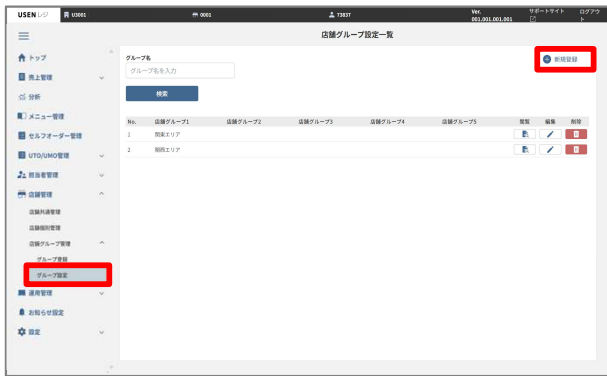 USEN レジ
U3001
0001
73837
Ver.
001.001.001.001
サポートサイト
ログアウト
店舗グループ設定一覧
トップ
売上管理
分析
メニュー管理
セルフオーダー管理
UTO/UMO管理
担当者管理
店舗管理
店舗共通管理
店舗個別管理
店舗グループ管理
グループ登録
グループ設定
運用管理
お知らせ設定
設定
グループ名
グループ名を入力
検索
新規登録
No. 店舗グループ1 店舗グループ2 店舗グループ3 店舗グループ4 店舗グループ5 閲覧 編集 削除
1 関東エリア
2 関西エリア